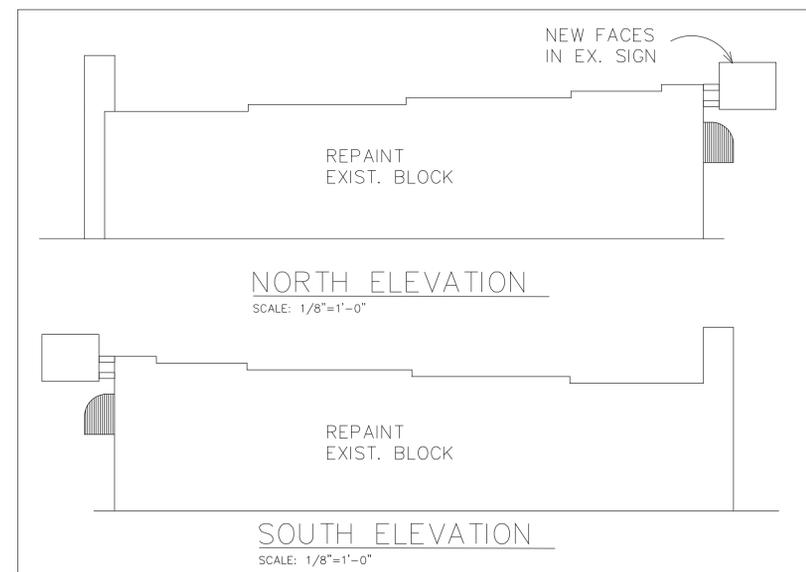 NEW FACES
IN EX. SIGN
REPAINT
EXIST. BLOCK
NORTH ELEVATION
SCALE: 1/8"=1'-0"
REPAINT
EXIST. BLOCK
SOUTH ELEVATION
SCALE: 1/8"=1'-0"